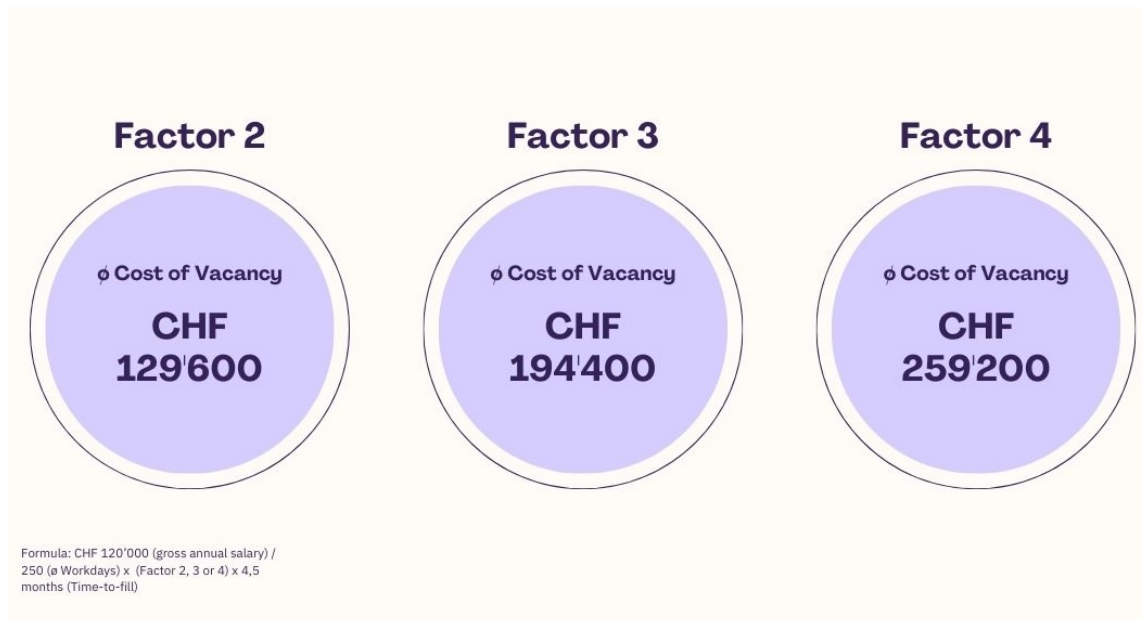 Factor 2
Factor 3
Factor 4
ø Cost of Vacancy
CHF
129'600
ø Cost of Vacancy
CHF
194'400
ø Cost of Vacancy
CHF
259'200
Formula: CHF 120’000 (gross annual salary) /
250 (ø Workdays) x  (Factor 2, 3 or 4) x 4,5
months (Time-to-fill)